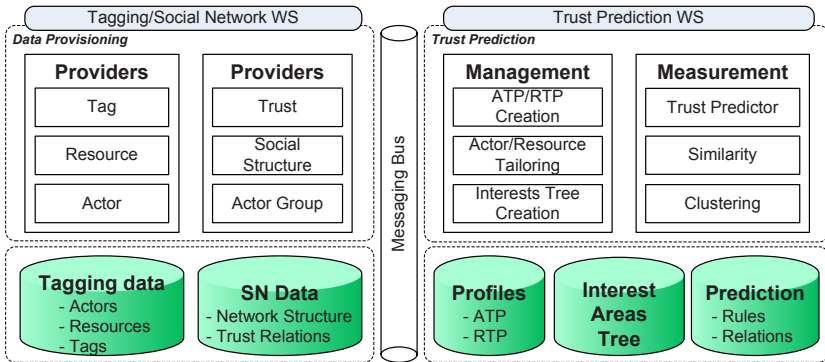 Tagging/Social Network WS
Data Provisioning
Providers
Tag
Resource
Actor
Providers
Trust
Social
Structure
Actor Group
Tagging data
- Actors
- Resources
- Tags
SN Data
- Network Structure
- Trust Relations
Messaging Bus
Trust Prediction WS
Trust Prediction
Management
ATP/RTP
Creation
Actor/Resource
Tailoring
Interests Tree
Creation
Measurement
Trust Predictor
Similarity
Clustering
Profiles
- ATP
- RTP
Interest
Areas
Tree
Prediction
- Rules
- Relations